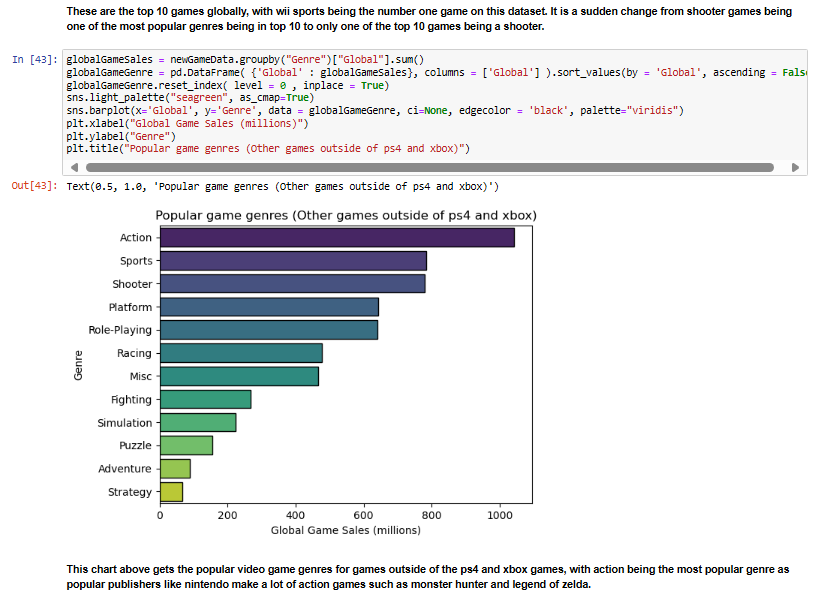 These are the top 10 games globally, with wii sports being the number one game on this dataset. It is a sudden change from shooter games being
one of the most popular genres being in top 10 to only one of the top 10 games being a shooter.
In [43]: globalGameSales = newGameData.groupby("Genre")["Global"].sum()
globalGameGenre = pd.DataFrame( {'Global' : globalGameSales}, columns = ['Global'] ).sort_values(by = 'Global', ascending = Fals
globalGameGenre.reset_index( level = 0 , inplace = True)
sns.light_palette("seagreen", as_cmap=True)
sns.barplot(x='Global', y='Genre', data = globalGameGenre, ci=None, edgecolor = 'black', palette="viridis")
plt.xlabel("Global Game Sales (millions)")
plt.ylabel("Genre")
plt.title("Popular game genres (Other games outside of ps4 and xbox)")
Out[43]: Text(0.5, 1.0, 'Popular game genres (Other games outside of ps4 and xbox)')
Popular game genres (Other games outside of ps4 and xbox)
Action
Sports
Shooter
Platform
Role-Playing
Racing
Misc
Fighting
Simulation
Puzzle
Adventure
Strategy
Genre
0 200 400 600 800 1000
Global Game Sales (millions)
This chart above gets the popular video game genres for games outside of the ps4 and xbox games, with action being the most popular genre as
popular publishers like nintendo make a lot of action games such as monster hunter and legend of zelda.